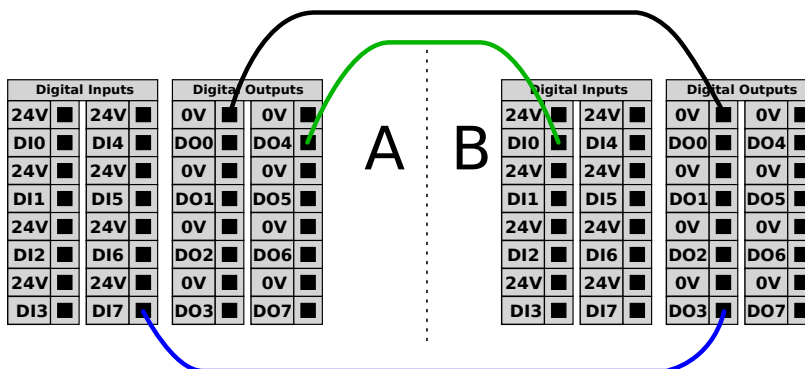 Digital Inputs Digital Outputs Digital Inputs Digital Outputs
24V 24V 0V 0V 24V 24V 0V 0V
DI0 DI4 DO0 DO4 A B DI0 DI4 DO0 DO4
24V 24V 0V 0V 24V 24V 0V 0V
DI1 DI5 DO1 DO5 DI1 DI5 DO1 DO5
24V 24V 0V 0V 24V 24V 0V 0V
DI2 DI6 DO2 DO6 DI2 DI6 DO2 DO6
24V 24V 0V 0V 24V 24V 0V 0V
DI3 DI7 DO3 DO7 DI3 DI7 DO3 DO7